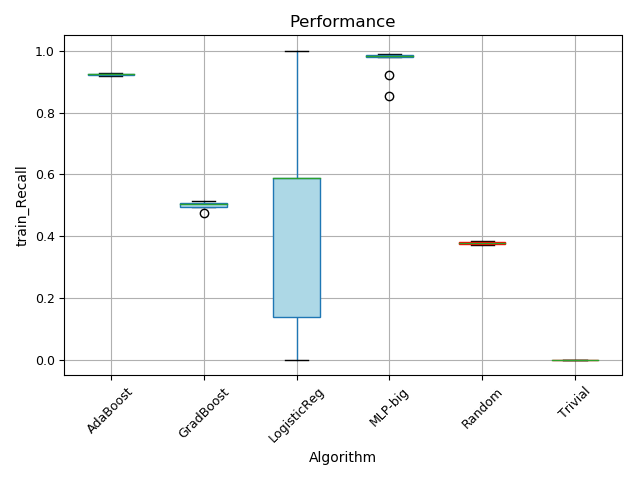 Performance
train_Recall
1.0
0.8
0.6
0.4
0.2
0.0
AdaBoost
GradBoost
LogisticReg
MLP-big
Random
Trivial
Algorithm